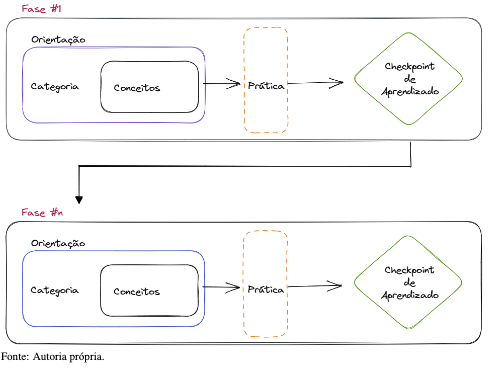 Fase #1
Orientação
Categoria
Conceitos
Prática
Checkpoint
de
Aprendizado
Fase #n
Orientação
Categoria
Conceitos
Prática
Checkpoint
de
Aprendizado
Fonte: Autoria própria.